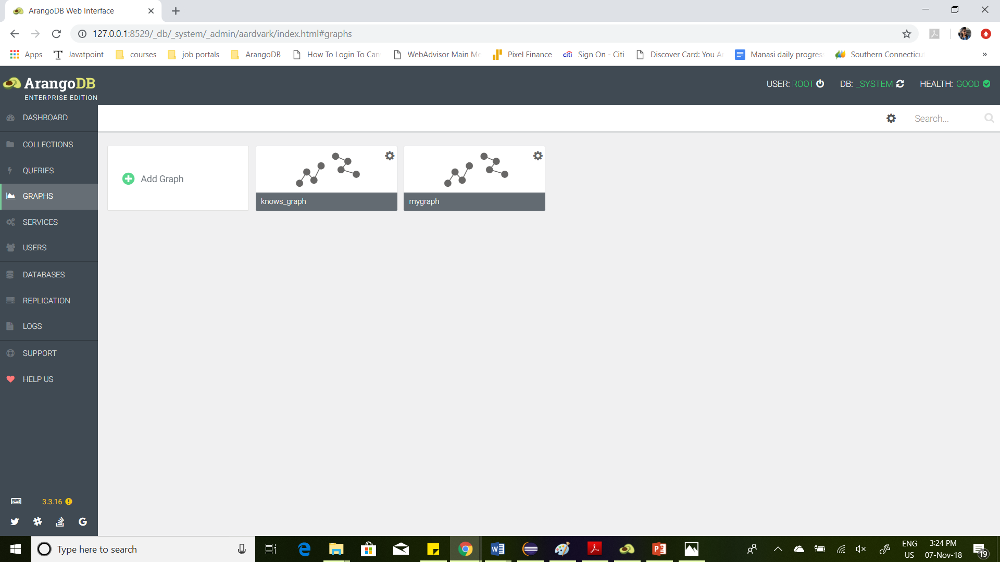 ArangoDB Web Interface
127.0.0.1:8529/_db/_system/_admin/aardvark/index.html#graphs
Apps Javatpoint courses job portals ArangoDB How To Login To Can WebAdvisor Main Me Pixel Finance citi Sign On - Citi Discover Card: You Ar Manasi daily progres Southern Connecticu »
ArangoDB
ENTERPRISE EDITION
USER: ROOT DB: _SYSTEM HEALTH: GOOD
DASHBOARD
Search...
COLLECTIONS
QUERIES
GRAPHS
SERVICES
USERS
DATABASES
REPLICATION
LOGS
SUPPORT
HELP US
Add Graph
knows_graph
mygraph
3.3.16
Type here to search
ENG
US
3:24 PM
07-Nov-18
19